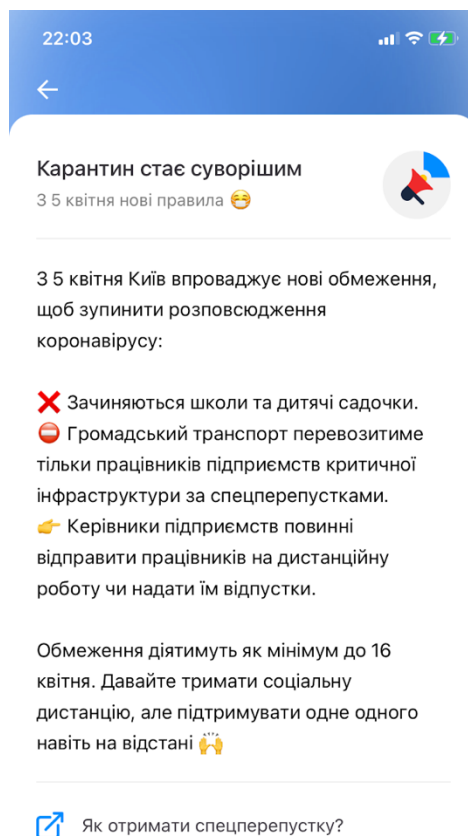 22:03
Карантин стає суворішим
З 5 квітня нові правила 😷
З 5 квітня Київ впроваджує нові обмеження,
щоб зупинити розповсюдження
коронавірусу:
❌ Зачиняються школи та дитячі садочки.
⛔ Громадський транспорт перевозитиме
тільки працівників підприємств критичної
інфраструктури за спецперепустками.
👉 Керівники підприємств повинні
відправити працівників на дистанційну
роботу чи надати їм відпустки.
Обмеження діятимуть як мінімум до 16
квітня. Давайте тримати соціальну
дистанцію, але підтримувати одне одного
навіть на відстані 🙌
Як отримати спецперепустку?